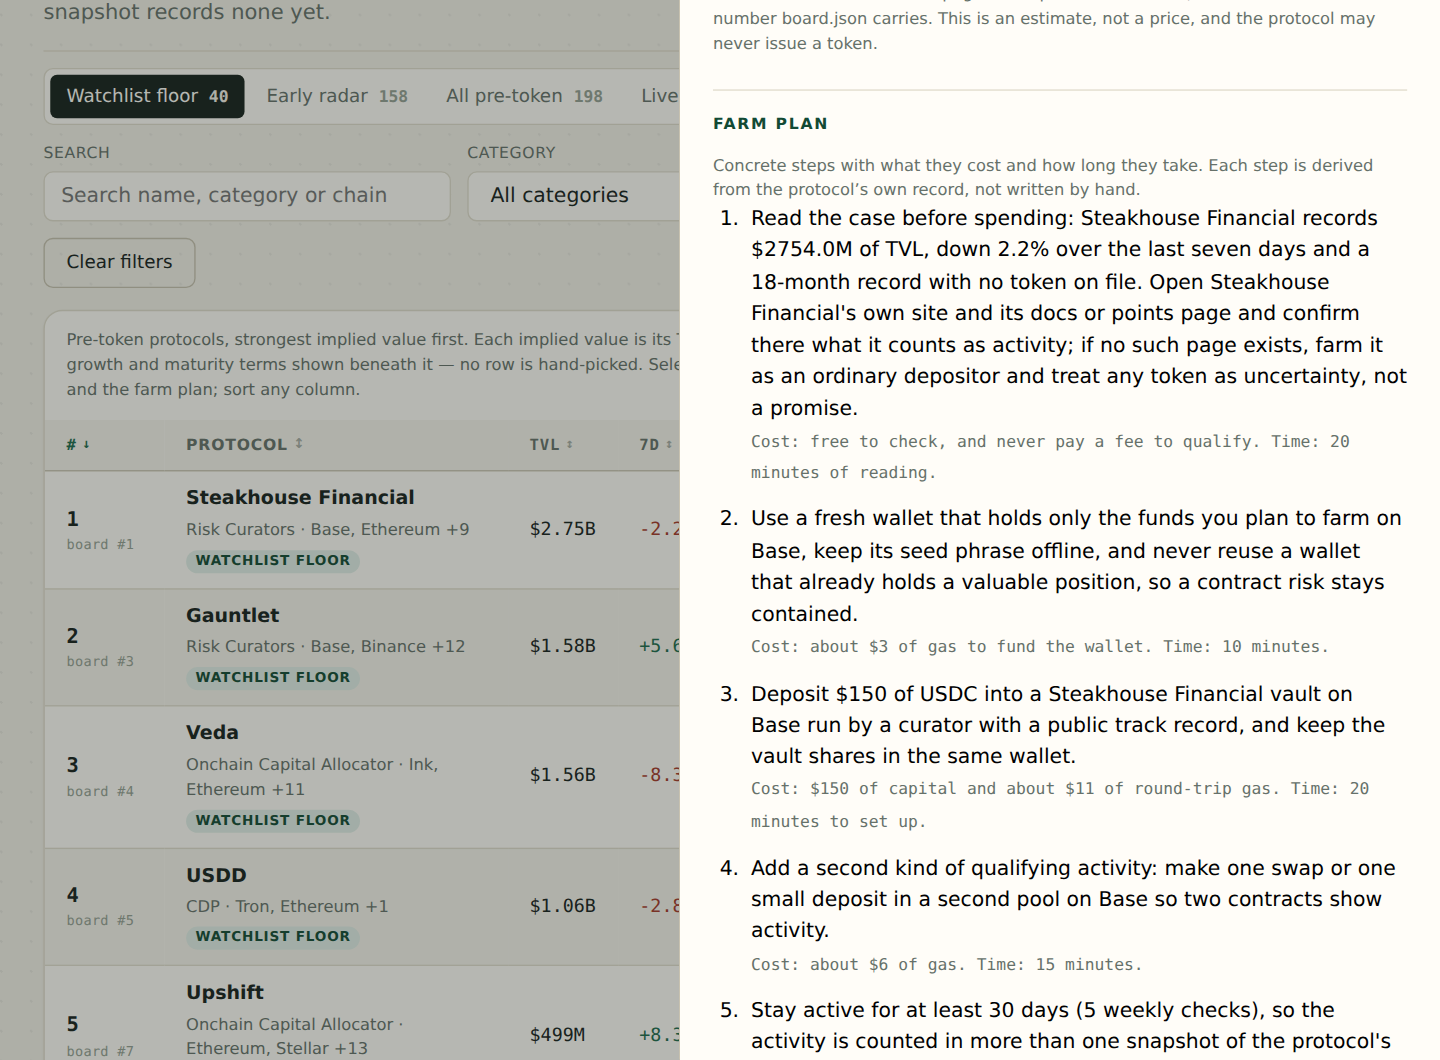 snapshot records none yet.
Watchlist floor 40
Early radar 158
All pre-token 198
Live
SEARCH
CATEGORY
Search name, category or chain
All categories
Clear filters
Pre-token protocols, strongest implied value first. Each implied value is its
growth and maturity terms shown beneath it — no row is hand-picked. Sele
and the farm plan; sort any column.
# ↓ PROTOCOL ↕ TVL ↕ 7D ↕
1
board #1
Steakhouse Financial
Risk Curators · Base, Ethereum +9
WATCHLIST FLOOR
$2.75B
-2.2
2
board #3
Gauntlet
Risk Curators · Base, Binance +12
WATCHLIST FLOOR
$1.58B
+5.6
3
board #4
Veda
Onchain Capital Allocator · Ink,
Ethereum +11
WATCHLIST FLOOR
$1.56B
-8.3
4
board #5
USDD
CDP · Tron, Ethereum +1
WATCHLIST FLOOR
$1.06B
-2.8
5
board #7
Upshift
Onchain Capital Allocator ·
Ethereum, Stellar +13
$499M
+8.3
number board.json carries. This is an estimate, not a price, and the protocol may
never issue a token.
FARM PLAN
Concrete steps with what they cost and how long they take. Each step is derived
from the protocol’s own record, not written by hand.
1. Read the case before spending: Steakhouse Financial records
$2754.0M of TVL, down 2.2% over the last seven days and a
18-month record with no token on file. Open Steakhouse
Financial's own site and its docs or points page and confirm
there what it counts as activity; if no such page exists, farm it
as an ordinary depositor and treat any token as uncertainty, not
a promise.
Cost: free to check, and never pay a fee to qualify. Time: 20
minutes of reading.
2. Use a fresh wallet that holds only the funds you plan to farm on
Base, keep its seed phrase offline, and never reuse a wallet
that already holds a valuable position, so a contract risk stays
contained.
Cost: about $3 of gas to fund the wallet. Time: 10 minutes.
3. Deposit $150 of USDC into a Steakhouse Financial vault on
Base run by a curator with a public track record, and keep the
vault shares in the same wallet.
Cost: $150 of capital and about $11 of round-trip gas. Time: 20
minutes to set up.
4. Add a second kind of qualifying activity: make one swap or one
small deposit in a second pool on Base so two contracts show
activity.
Cost: about $6 of gas. Time: 15 minutes.
5. Stay active for at least 30 days (5 weekly checks), so the
activity is counted in more than one snapshot of the protocol's